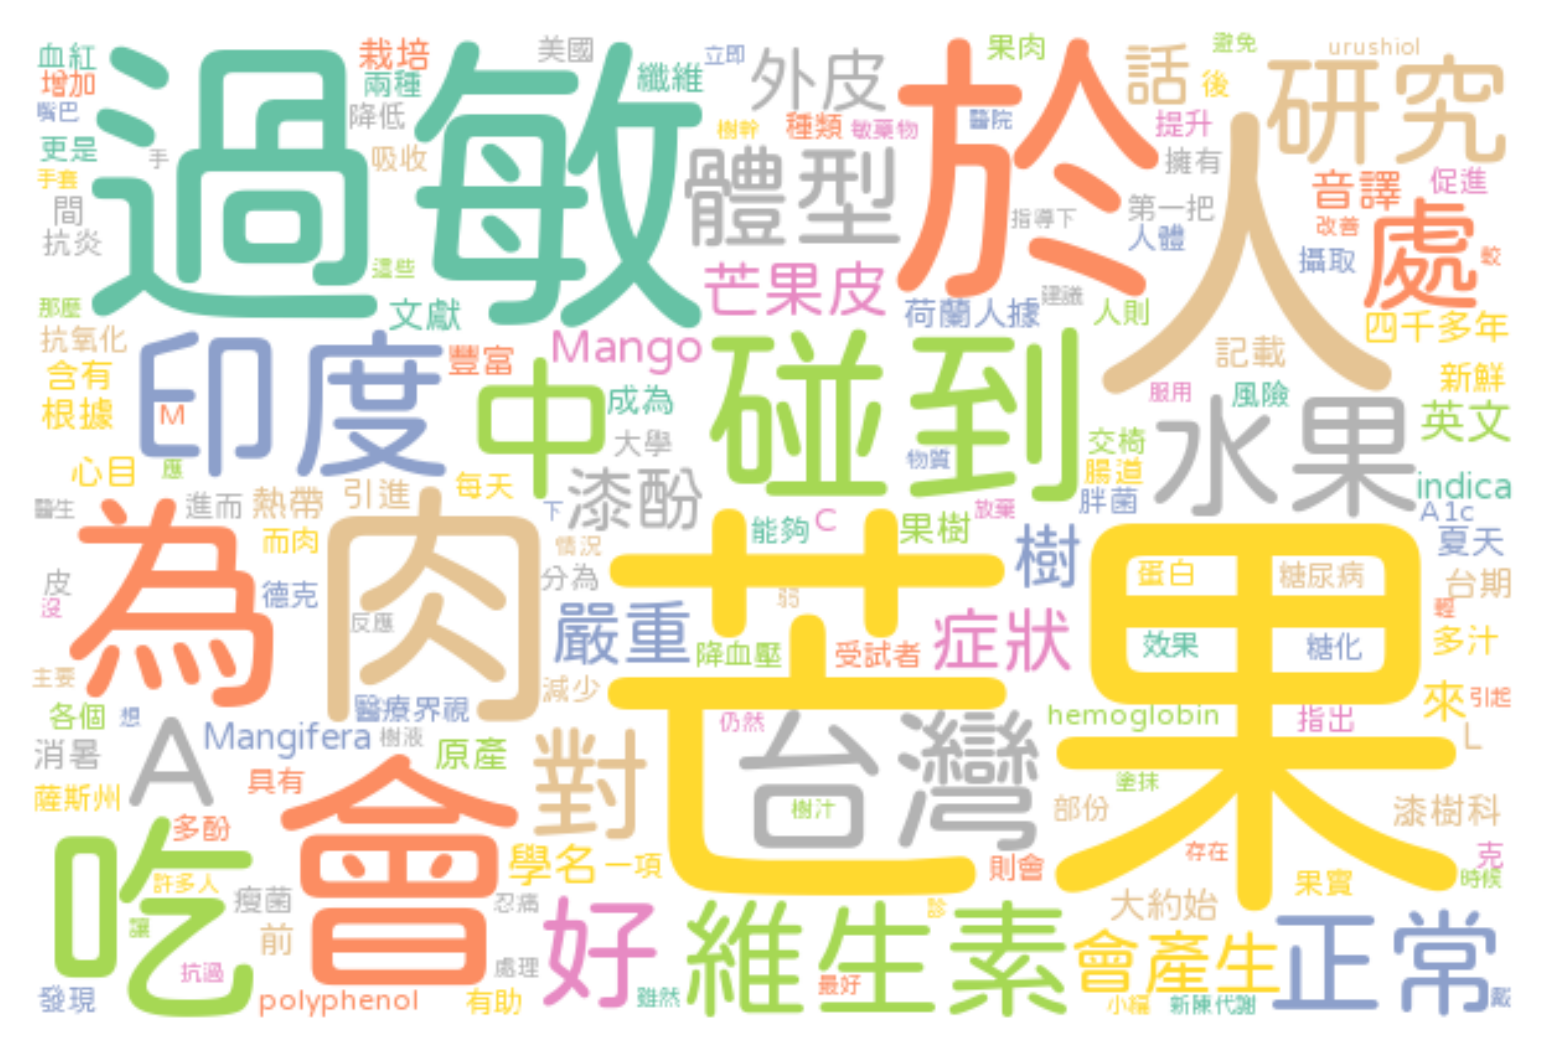 血紅
增加
嘴巴
更是
手套
手
間
抗炎
過敏
栽培
兩種
降低
吸收
這些
文獻
美國
纖維
立即
外皮
樹幹
種類
敏藥物
體型
芒果皮
於
果肉
醫院
指導下
建議
荷蘭人據
話
避免
後
urushiol
研究
提升
擁有
第一把
人體
人則
人
音譯
促進
改善
攝取
處
較
四千多年
那麼
抗氧化
含有
根據
M
印度
豐富
中
Mango
成為
大學
碰到
物質
記載
服用
風險
新鮮
英文
交椅
腸道
胖菌
水果
indica
A1c
心目
應
醫生
進而
熱帶
引進
每天
下
漆酚
能夠
C
果樹
放棄
樹
夏天
台期
而肉
皮
沒
為
德克
肉
反應
情況
分為
弱
嚴重
降血壓
受試者
症狀
芒果
蛋白
糖尿病
效果
糖化
輕
多汁
主要
各個
想
醫療界視
減少
仍然
hemoglobin
指出
來
引起
L
消暑
A
Mangifera
樹液
原產
對
台灣
樹汁
塗抹
部份
漆樹科
薩斯州
具有
多酚
會
學名
一項
則會
存在
克
時候
果實
吃
許多人
讓
瘦菌
前
抗過
忍痛
處理
好
維生素
診
大約始
會產生
正常
發現
polyphenol
有助
雖然
最好
小編
新陳代謝
戴